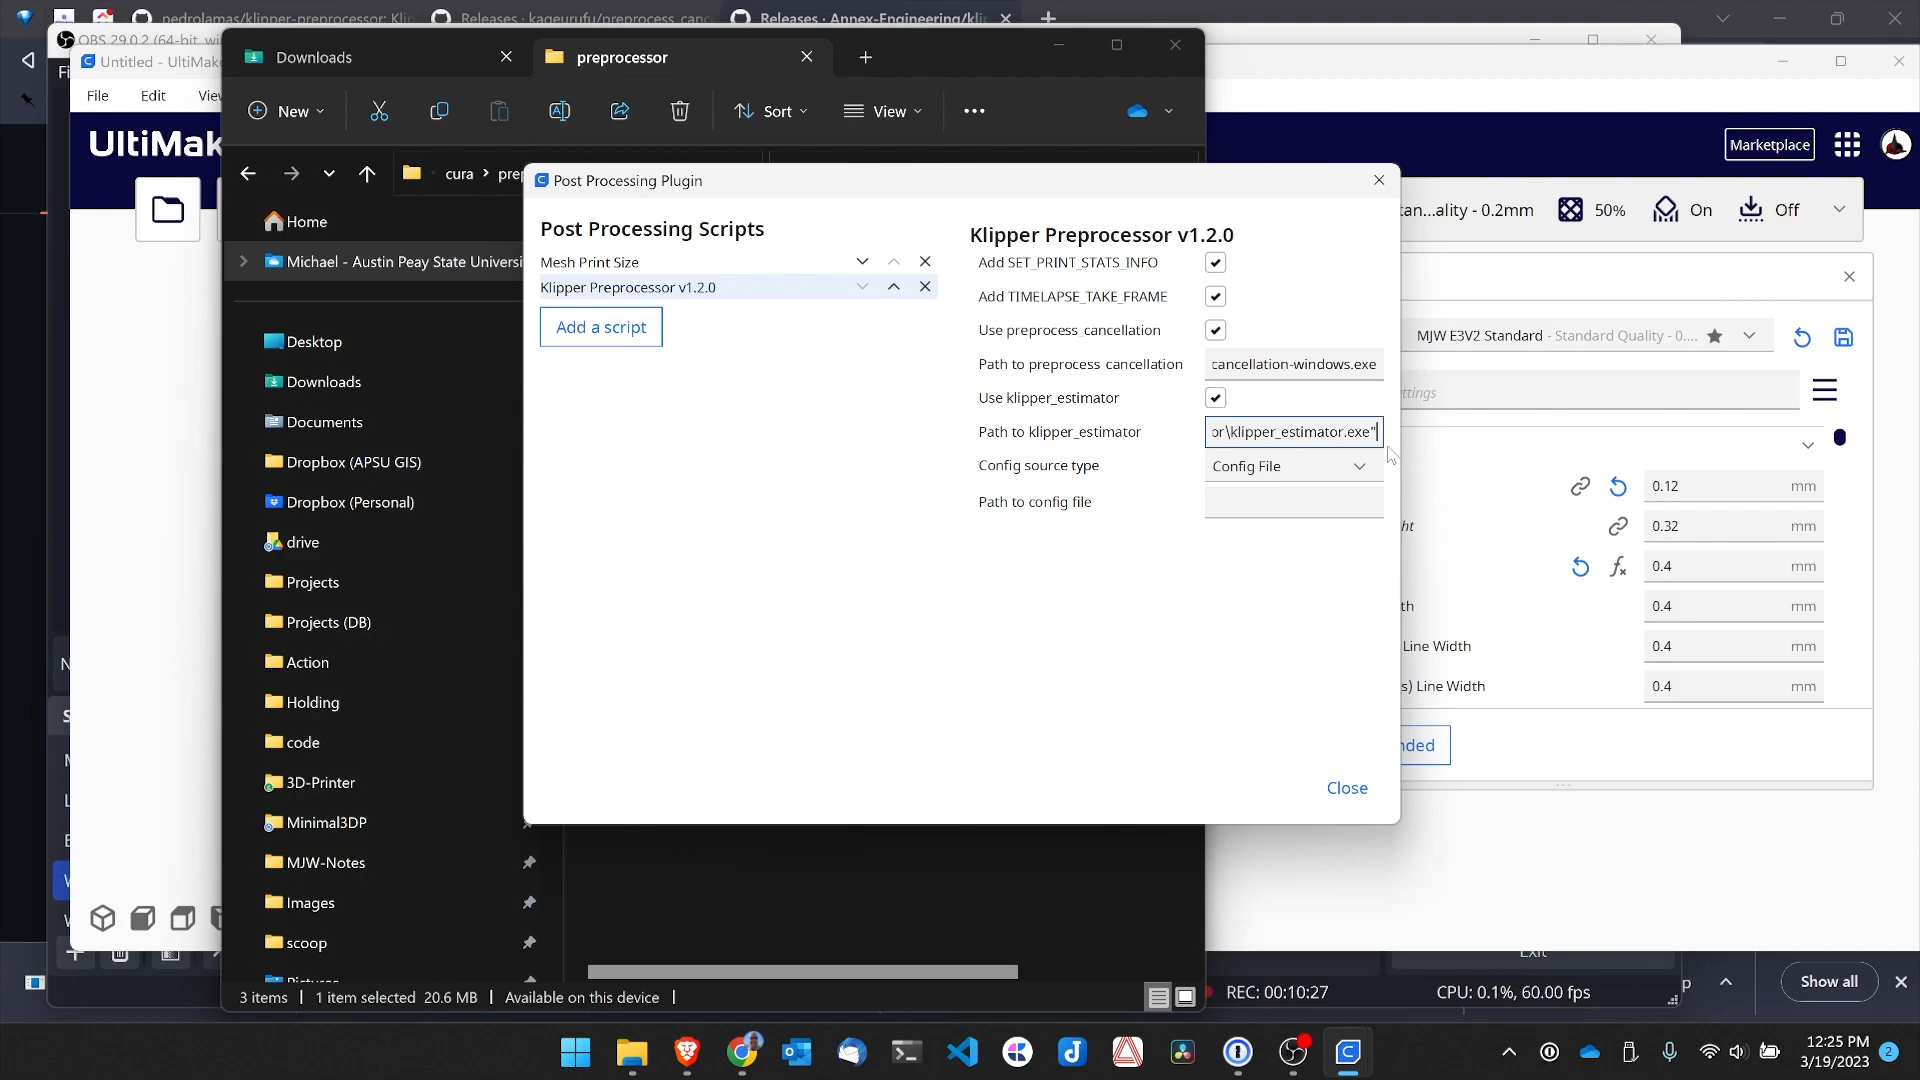 pedrolamas/klipper-preprocessor: Kli
Releases · kageurufu/preprocess_canc
Releases · Annex-Engineering/kli
OBS 29.0.2 (64-bit, wi
Untitled - UltiMak
File
Edit
Vie
UltiMak
Downloads
preprocessor
New
Sort
View
cura
prep
Home
Michael - Austin Peay State Universi
Desktop
Downloads
Documents
Dropbox (APSU GIS)
Dropbox (Personal)
drive
Projects
Projects (DB)
Action
Holding
code
3D-Printer
Minimal3DP
MJW-Notes
Images
scoop
Pictures
3 items
1 item selected 20.6 MB
Available on this device
Post Processing Plugin
Post Processing Scripts
Mesh Print Size
Klipper Preprocessor v1.2.0
Add a script
Klipper Preprocessor v1.2.0
Add SET_PRINT_STATS_INFO
Add TIMELAPSE_TAKE_FRAME
Use preprocess_cancellation
Path to preprocess cancellation
cancellation-windows.exe
Use klipper_estimator
Path to klipper_estimator
or\klipper_estimator.exe"
Config source type
Config File
Path to config file
Close
Marketplace
tan...ality - 0.2mm
50%
On
Off
MJW E3V2 Standard - Standard Quality - 0....
ettings
0.12 mm
ht
0.32 mm
0.4 mm
th
0.4 mm
Line Width
0.4 mm
s) Line Width
0.4 mm
nded
Exit
REC: 00:10:27
CPU: 0.1%, 60.00 fps
p
Show all
12:25 PM
3/19/2023
2